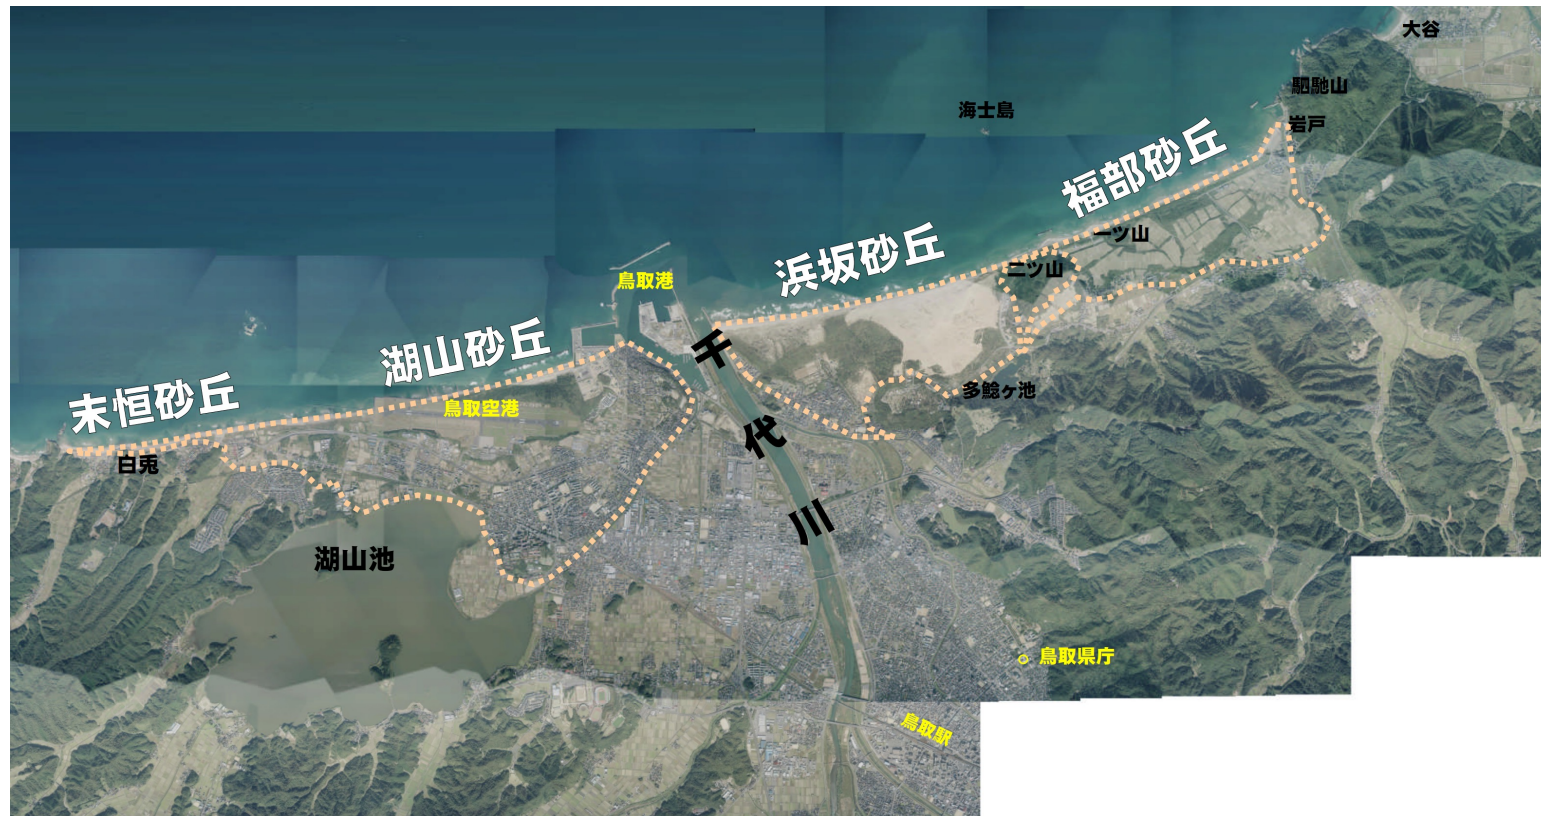 大谷
駟馳山
海士島
岩戸
福部砂丘
一ツ山
浜坂砂丘
二ツ山
鳥取港
湖山砂丘
千代川
末恒砂丘
鳥取空港
多鯰ヶ池
白兎
湖山池
鳥取県庁
鳥取駅